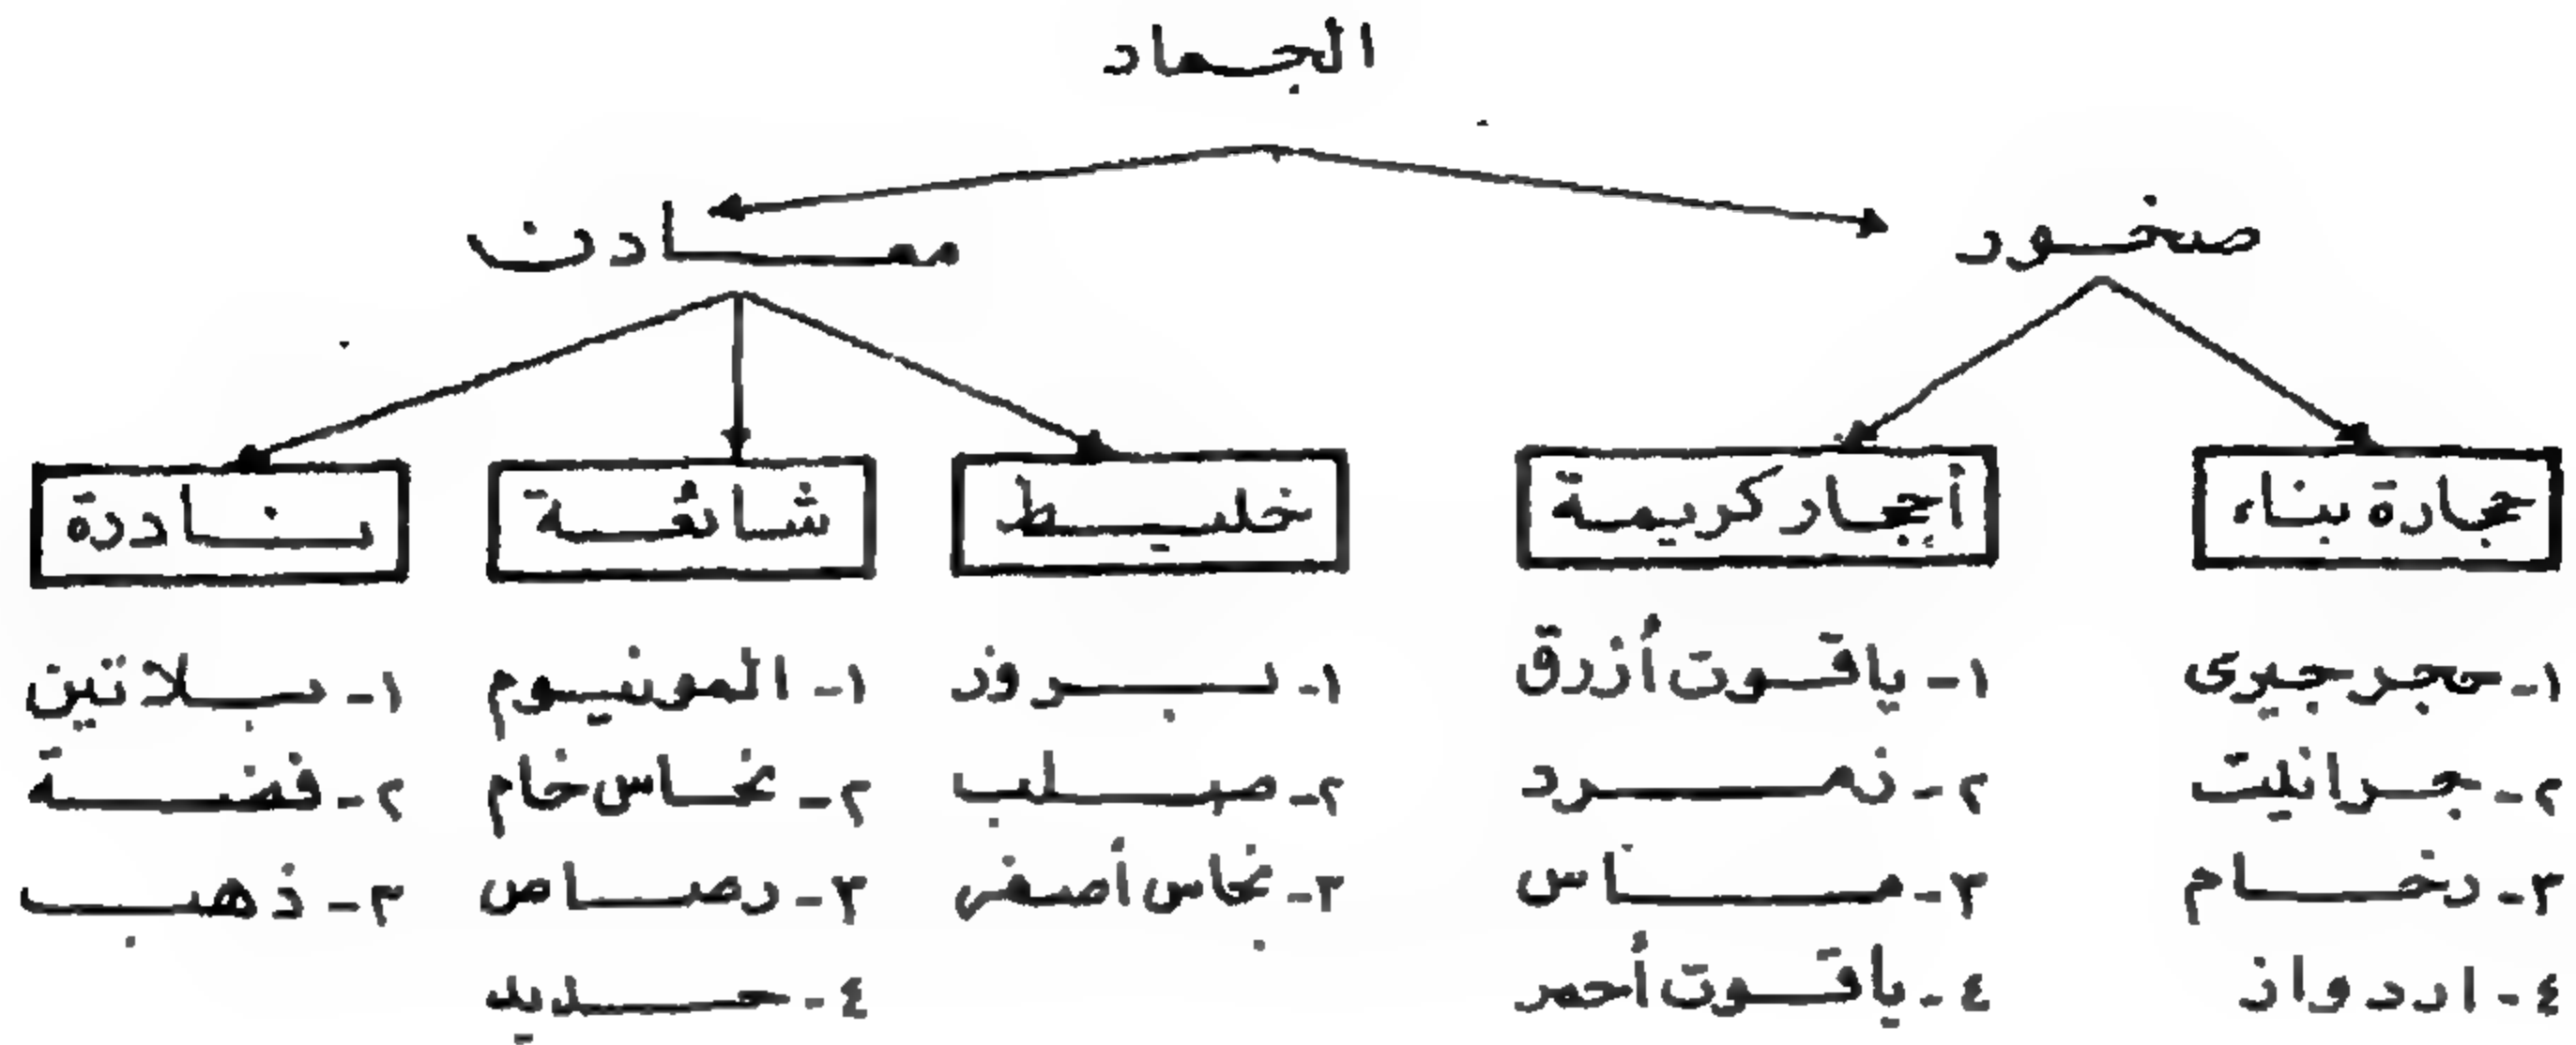 الجماد
صخور
معادن
حجارة بناء
أحجار كريمة
خليط
شائعة
نادرة
١- حجر جيرى
٢- جرانيت
٣- رخام
٤- اردواز
١- ياقوت أزرق
٢- زمرد
٣- ماس
٤- ياقوت أحمر
١- برونز
٢- صلب
٣- نحاس أصفر
١- المونيوم
٢- نحاس خام
٣- رصاص
٤- حديد
١- بلاتين
٢- فضة
٣- ذهب